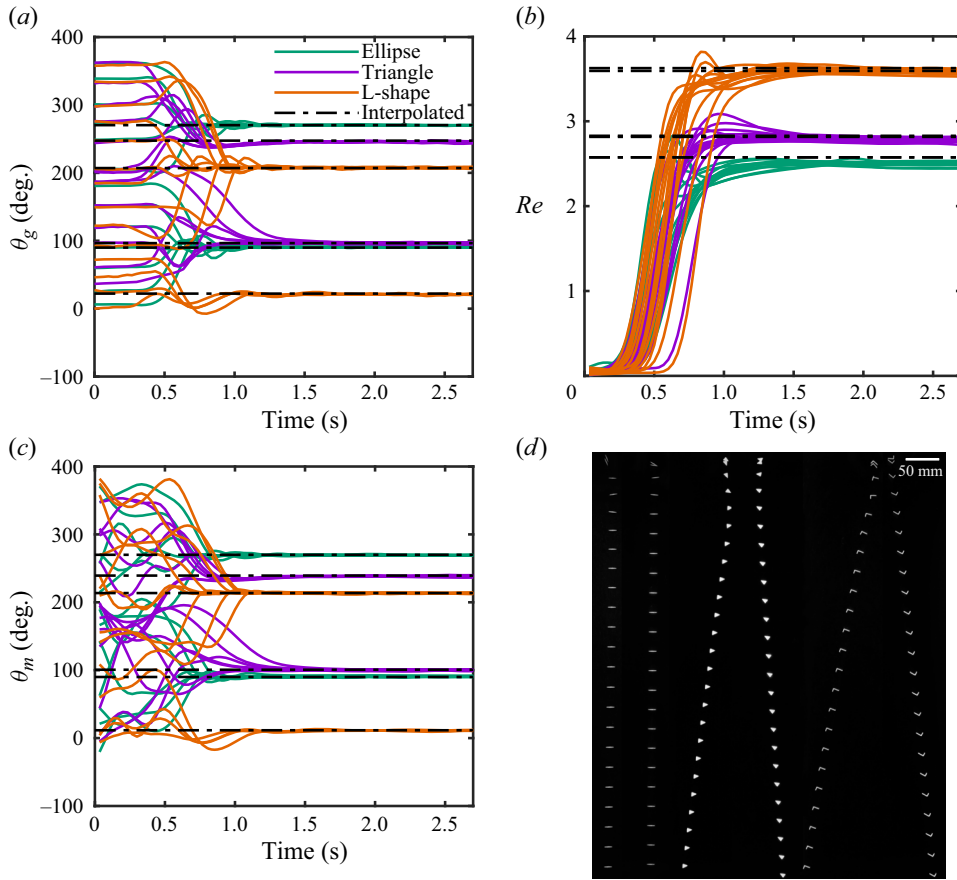 (a)
400
300
200
100
0
–100
θg (deg.)
Ellipse
Triangle
L-shape
Interpolated
0 0.5 1.0 1.5 2.0 2.5
Time (s)
(b)
4
3
2
1
Re
0 0.5 1.0 1.5 2.0 2.5
Time (s)
(c)
400
300
200
100
0
–100
θm (deg.)
0 0.5 1.0 1.5 2.0 2.5
Time (s)
(d)
50 mm